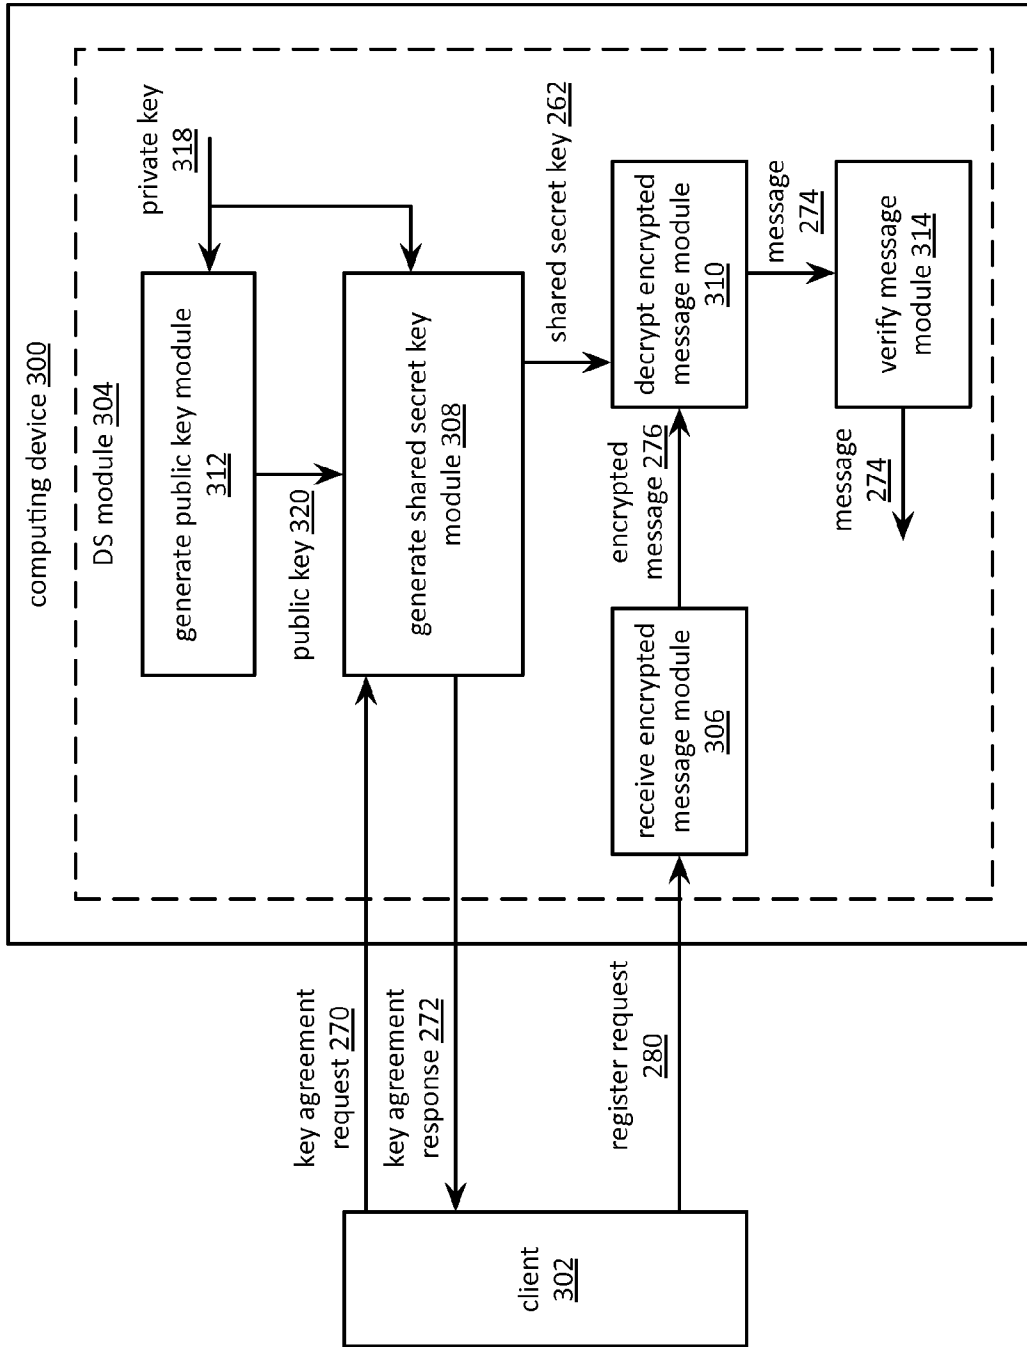 computing device 300
DS module 304
private key
318
generate public key module
312
public key 320
key agreement
request 270
key agreement
response 272
generate shared secret key
module 308
shared secret key 262
client
302
register request
280
receive encrypted
message module
306
encrypted
message 276
decrypt encrypted
message module
310
message
274
verify message
module 314
message
274